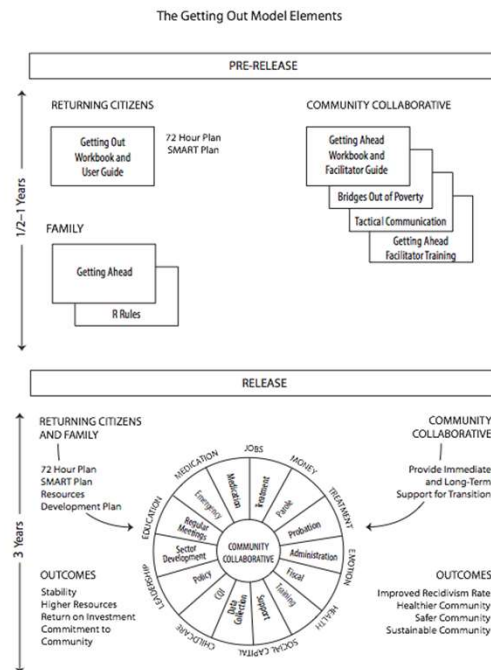 The Getting Out Model Elements
PRE-RELEASE
1/2–1 Years
RETURNING CITIZENS
Getting Out
Workbook and
User Guide
72 Hour Plan
SMART Plan
FAMILY
Getting Ahead
R Rules
COMMUNITY COLLABORATIVE
Getting Ahead
Workbook and
Facilitator Guide
Bridges Out of Poverty
Tactical Communication
Getting Ahead
Facilitator Training
RELEASE
3 Years
RETURNING CITIZENS
AND FAMILY
72 Hour Plan
SMART Plan
Resources
Development Plan
COMMUNITY
COLLABORATIVE
Provide Immediate
and Long-Term
Support for Transition
JOBS
MONEY
TREATMENT
EMOTION
HEALTH
SOCIAL CAPITAL
CHILDCARE
LEADERSHIP
EDUCATION
MEDICATION
Treatment
Parole
Probation
Administration
Fiscal
Training
Support
Data
Collection
CQI
Policy
Sector
Development
Regular
Meetings
Emergency
Medication
COMMUNITY
COLLABORATIVE
OUTCOMES
Stability
Higher Resources
Return on Investment
Commitment to
Community
OUTCOMES
Improved Recidivism Rate
Healthier Community
Safer Community
Sustainable Community